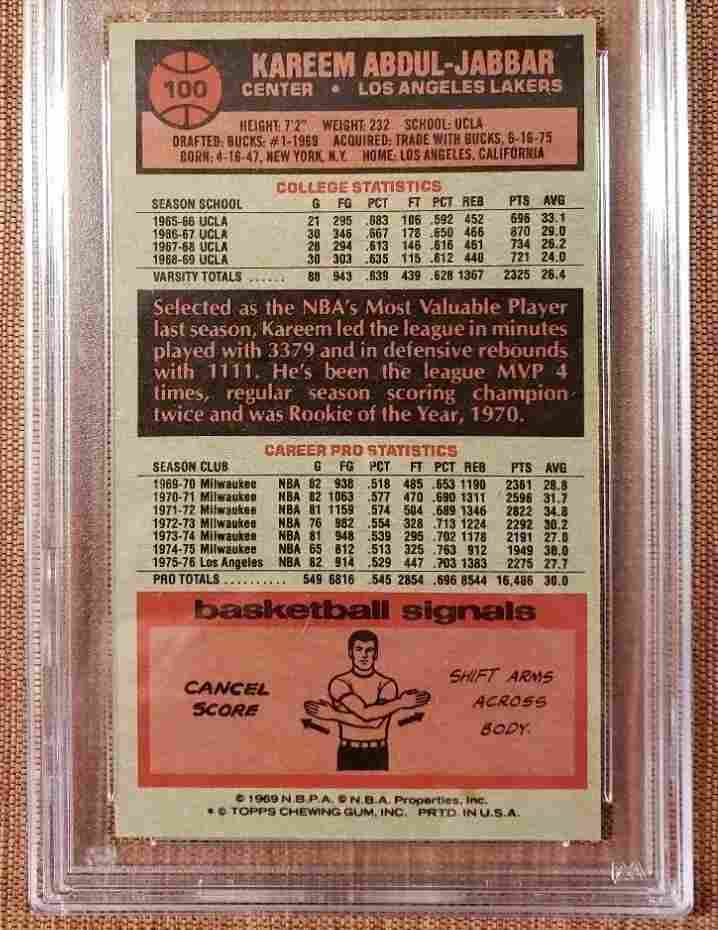 100
KAREEM ABDUL-JABBAR
CENTER • LOS ANGELES LAKERS
HEIGHT: 7'2" WEIGHT: 232 SCHOOL: UCLA
DRAFTED: BUCKS: #1-1969 ACQUIRED: TRADE WITH BUCKS, 6-16-75
BORN: 4-16-47, NEW YORK, N.Y. HOME: LOS ANGELES, CALIFORNIA
COLLEGE STATISTICS
SEASON SCHOOL G FG PCT FT PCT REB PTS AVG
1965-66 UCLA 21 295 .683 106 .592 452 696 33.1
1966-67 UCLA 30 346 .667 178 .650 466 870 29.0
1967-68 UCLA 28 294 .613 146 .616 461 734 26.2
1968-69 UCLA 30 303 .635 115 .612 440 721 24.0
VARSITY TOTALS ...... 88 943 .639 439 .628 1367 2325 26.4
Selected as the NBA's Most Valuable Player
last season, Kareem led the league in minutes
played with 3379 and in defensive rebounds
with 1111. He's been the league MVP 4
times, regular season scoring champion
twice and was Rookie of the Year, 1970.
CAREER PRO STATISTICS
SEASON CLUB G FG PCT FT PCT REB PTS AVG
1969-70 Milwaukee NBA 82 938 .518 485 .653 1190 2361 28.8
1970-71 Milwaukee NBA 82 1063 .577 470 .690 1311 2596 31.7
1971-72 Milwaukee NBA 81 1159 .574 504 .689 1346 2822 34.8
1972-73 Milwaukee NBA 76 982 .554 328 .713 1224 2292 30.2
1973-74 Milwaukee NBA 81 948 .539 295 .702 1178 2191 27.0
1974-75 Milwaukee NBA 65 812 .513 325 .763 912 1949 30.0
1975-76 Los Angeles NBA 82 914 .529 447 .703 1383 2275 27.7
PRO TOTALS .......... 549 6816 .545 2854 .696 8544 16,486 30.0
basketball signals
CANCEL
SCORE
SHIFT ARMS
ACROSS
BODY.
© 1969 N.B.P.A. © N.B.A. Properties, Inc.
* © TOPPS CHEWING GUM, INC. PRTD. IN U.S.A.